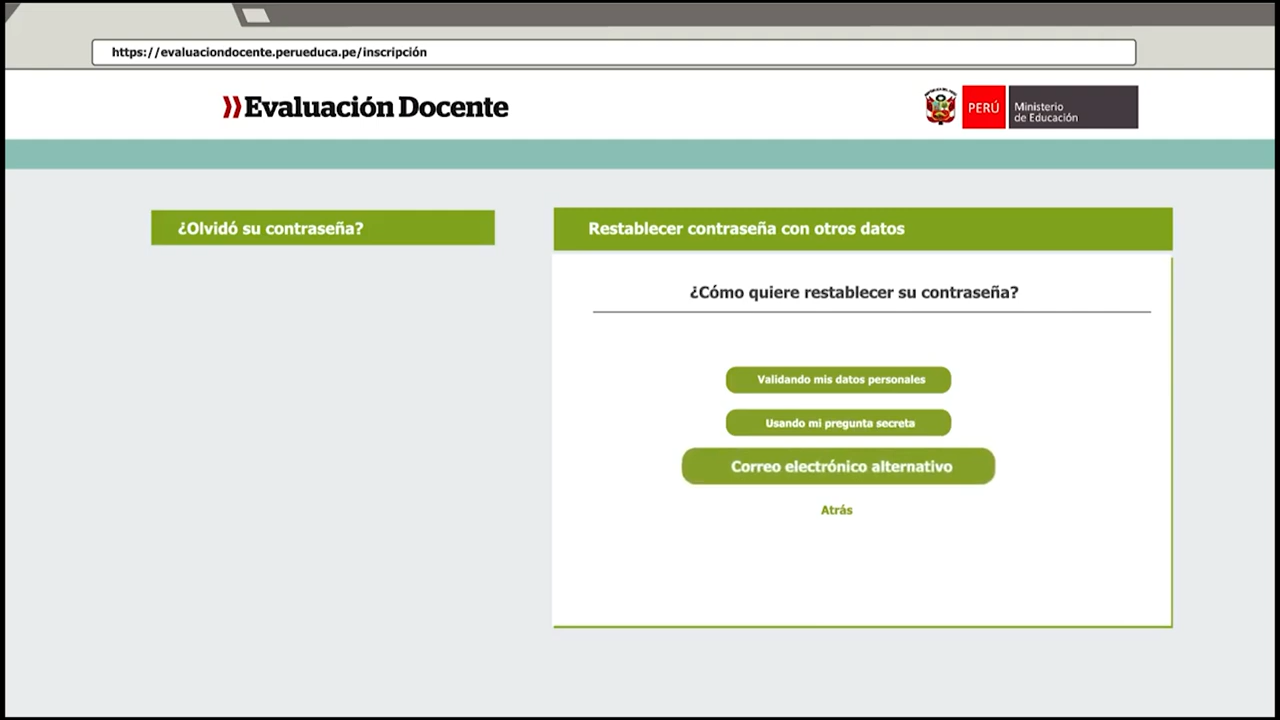 https://evaluaciondocente.perueduca.pe/inscripción
Evaluación Docente
PERÚ
Ministerio
de Educación
¿Olvidó su contraseña?
Restablecer contraseña con otros datos
¿Cómo quiere restablecer su contraseña?
Validando mis datos personales
Usando mi pregunta secreta
Correo electrónico alternativo
Atrás